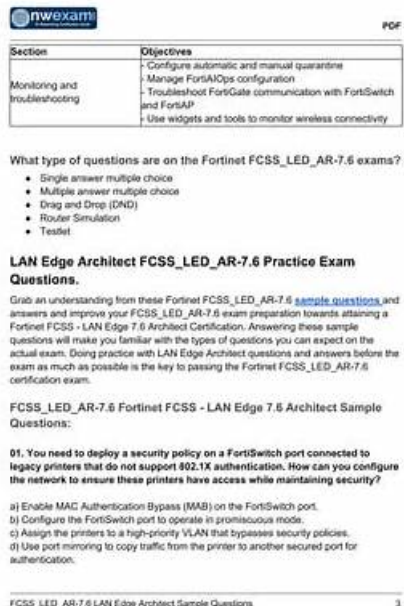 nwexam
PDF
Section Objectives
Monitoring and troubleshooting
- Configure automatic and manual quarantine
- Manage FortiAIOps configuration
- Troubleshoot FortiGate communication with FortiSwitch
and FortiAP
- Use widgets and tools to monitor wireless connectivity
What type of questions are on the Fortinet FCSS_LED_AR-7.6 exams?
● Single answer multiple choice
● Multiple answer multiple choice
● Drag and Drop (DND)
● Router Simulation
● Testlet
LAN Edge Architect FCSS_LED_AR-7.6 Practice Exam
Questions.
Grab an understanding from these Fortinet FCSS_LED_AR-7.6 sample questions and
answers and improve your FCSS_LED_AR-7.6 exam preparation towards attaining a
Fortinet FCSS - LAN Edge 7.6 Architect Certification. Answering these sample
questions will make you familiar with the types of questions you can expect on the
actual exam. Doing practice with LAN Edge Architect questions and answers before the
exam as much as possible is the key to passing the Fortinet FCSS_LED_AR-7.6
certification exam.
FCSS_LED_AR-7.6 Fortinet FCSS - LAN Edge 7.6 Architect Sample
Questions:
01. You need to deploy a security policy on a FortiSwitch port connected to
legacy printers that do not support 802.1X authentication. How can you configure
the network to ensure these printers have access while maintaining security?
a) Enable MAC Authentication Bypass (MAB) on the FortiSwitch port.
b) Configure the FortiSwitch port to operate in promiscuous mode.
c) Assign the printers to a high-priority VLAN that bypasses security policies.
d) Use port mirroring to copy traffic from the printer to another secured port for
authentication.
FCSS_LED_AR-7.6 LAN Edge Architect Sample Questions 3